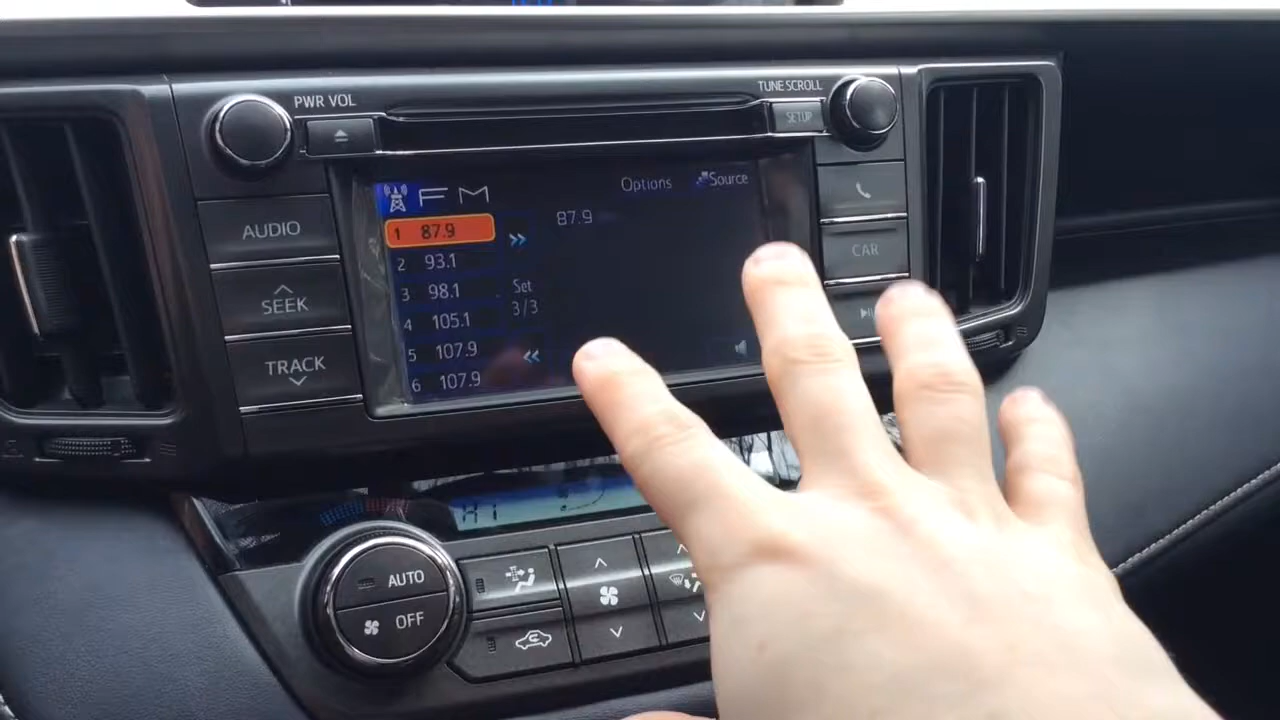 PWR VOL
TUNE SCROLL
SETUP
AUDIO
SEEK
TRACK
CAR
FM
Options
Source
1 87.9
87.9
2 93.1
3 98.1
Set
3/3
4 105.1
5 107.9
6 107.9
HI
AUTO
OFF